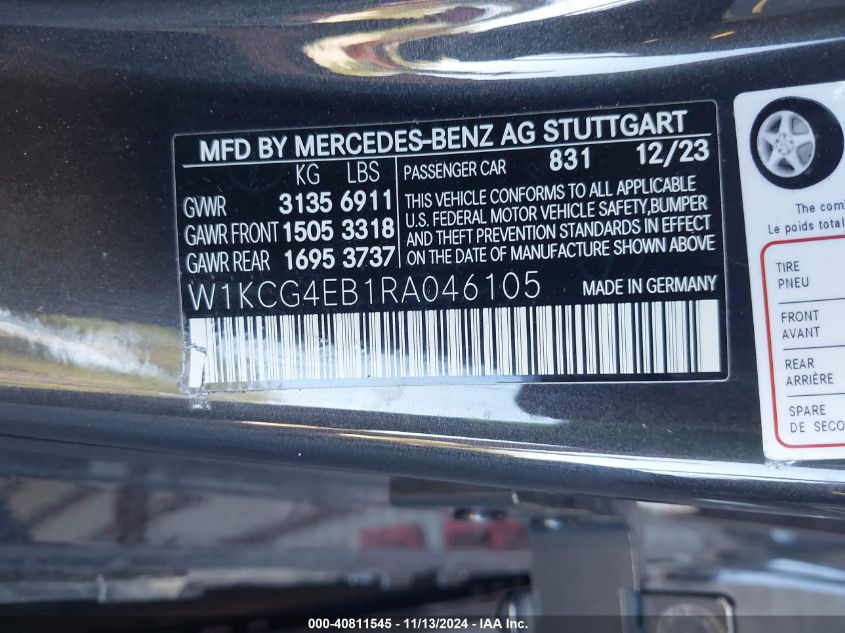 MFD BY MERCEDES-BENZ AG STUTTGART
KG LBS
GVWR 3135 6911
GAWR FRONT 1505 3318
GAWR REAR 1695 3737
PASSENGER CAR 831 12/23
THIS VEHICLE CONFORMS TO ALL APPLICABLE
U.S. FEDERAL MOTOR VEHICLE SAFETY, BUMPER
AND THEFT PREVENTION STANDARDS IN EFFECT
ON THE DATE OF MANUFACTURE SHOWN ABOVE
W1KCG4EB1RA046105 MADE IN GERMANY
The com
Le poids total
TIRE
PNEU
FRONT
AVANT
REAR
ARRIÈRE
SPARE
DE SECO
000-40811545 - 11/13/2024 - IAA Inc.